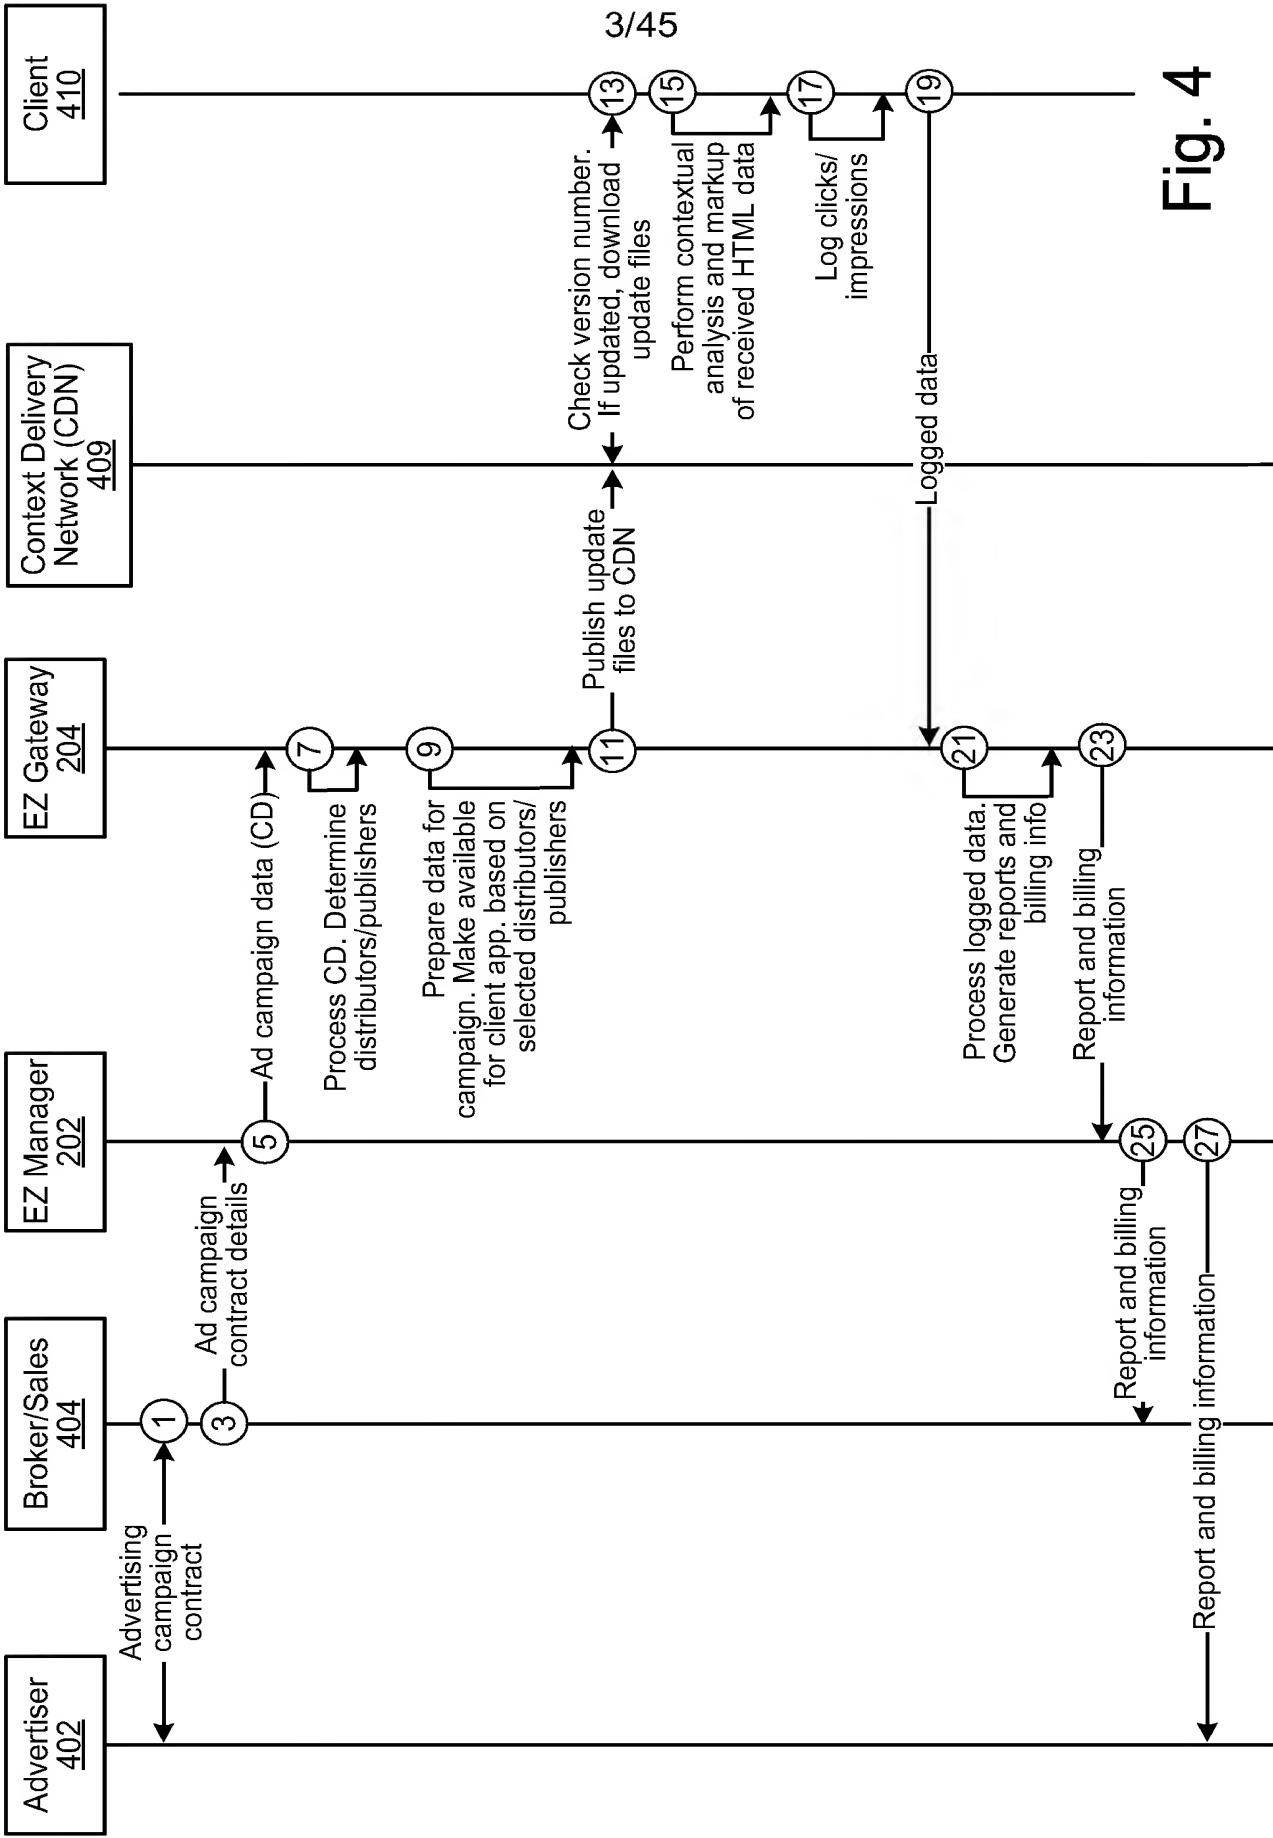 3/45
Advertiser
402
Broker/Sales
404
EZ Manager
202
EZ Gateway
204
Context Delivery
Network (CDN)
409
Client
410
Advertising
campaign
contract
1
3
Ad campaign
contract details
5
Ad campaign data (CD)
7
Process CD. Determine
distributors/publishers
9
Prepare data for
campaign. Make available
for client app. based on
selected distributors/
publishers
11
Publish update
files to CDN
Check version number.
If updated, download
update files
13
15
Perform contextual
analysis and markup
of received HTML data
17
Log clicks/
impressions
19
Logged data
21
Process logged data.
Generate reports and
billing info
23
Report and billing
information
25
Report and billing
information
27
Report and billing information
Fig. 4